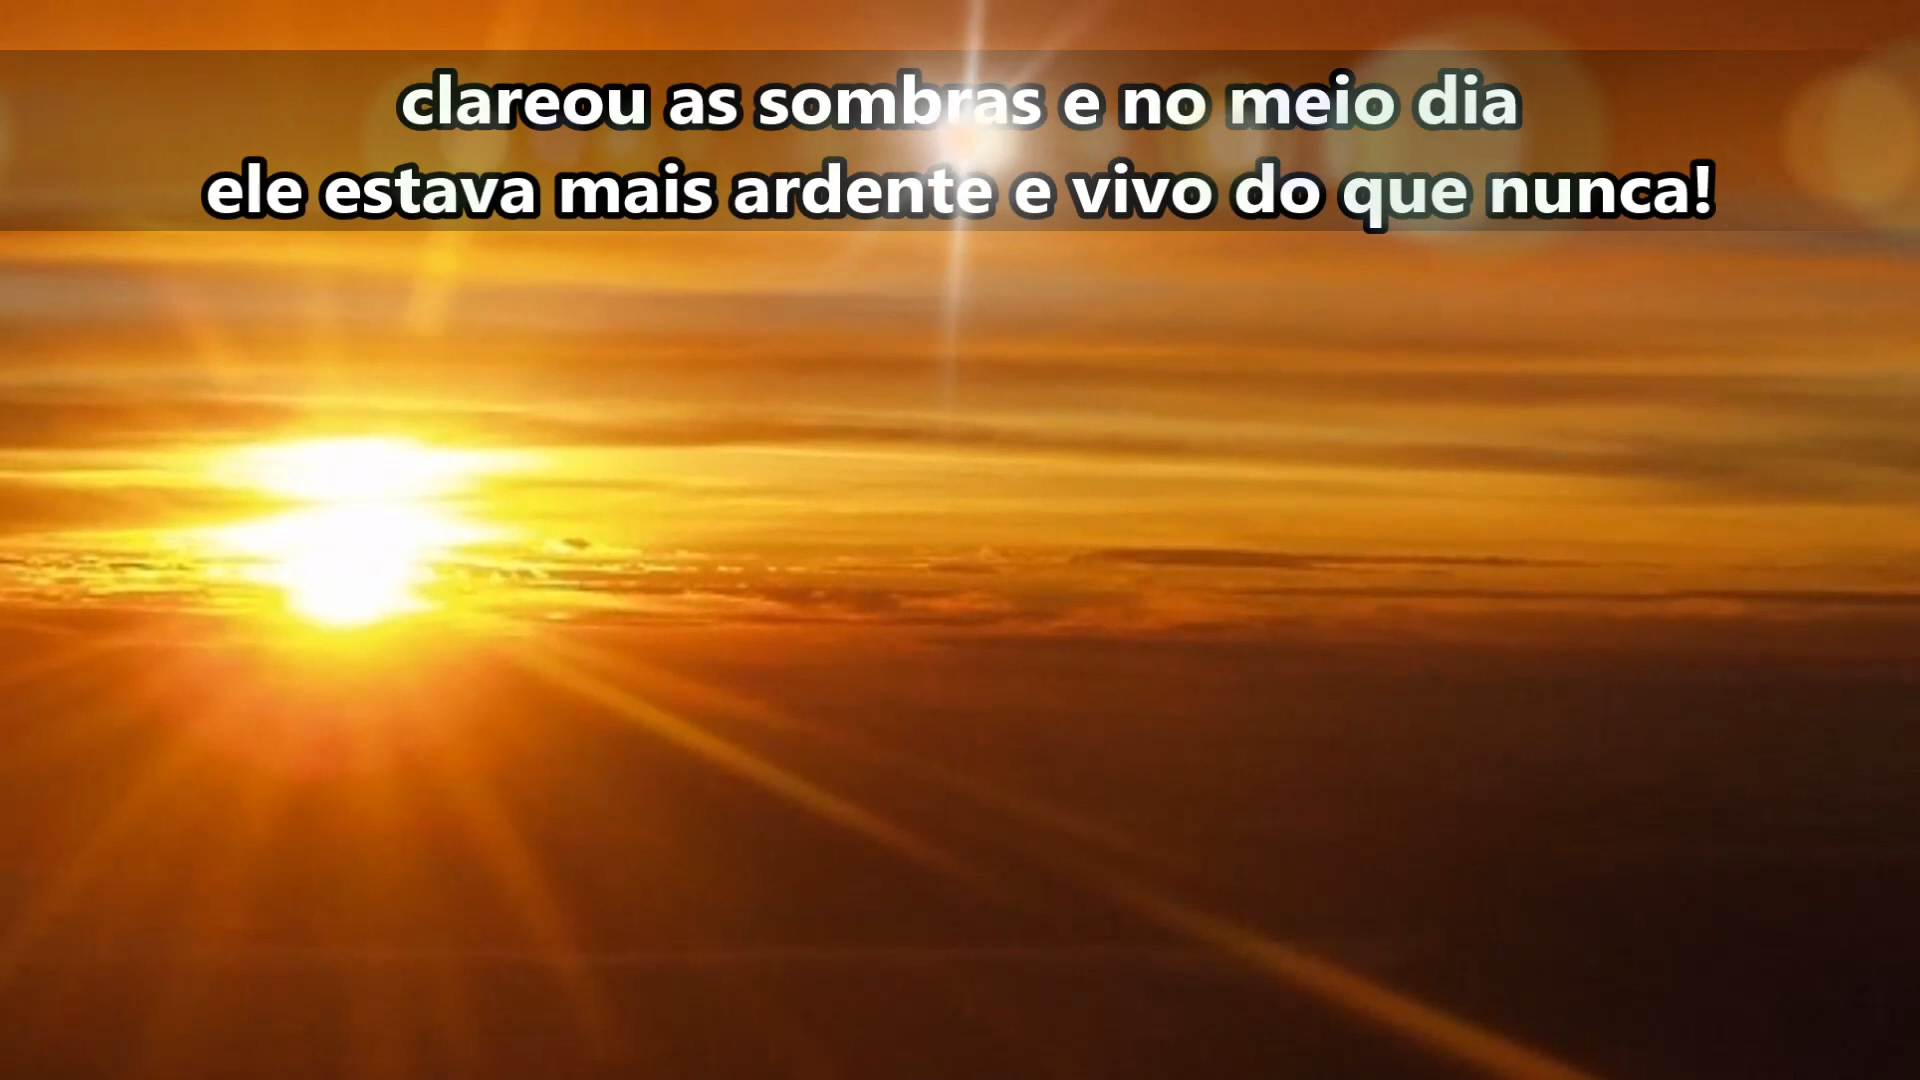 clareou as sombras e no meio dia
ele estava mais ardente e vivo do que nunca!